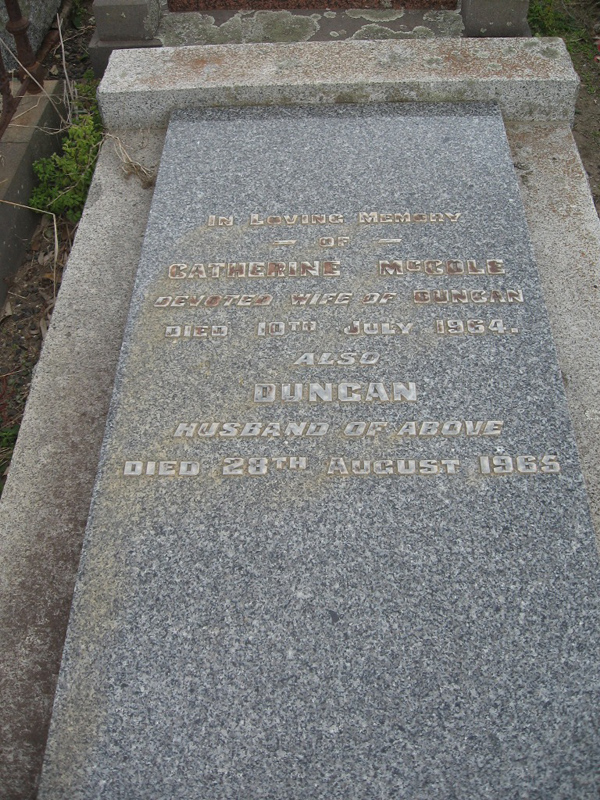 IN LOVING MEMORY
— OF —
CATHERINE McCOLE
DEVOTED WIFE OF DUNCAN
DIED 10TH JULY 1964.
ALSO
DUNCAN
HUSBAND OF ABOVE
DIED 28TH AUGUST 1965